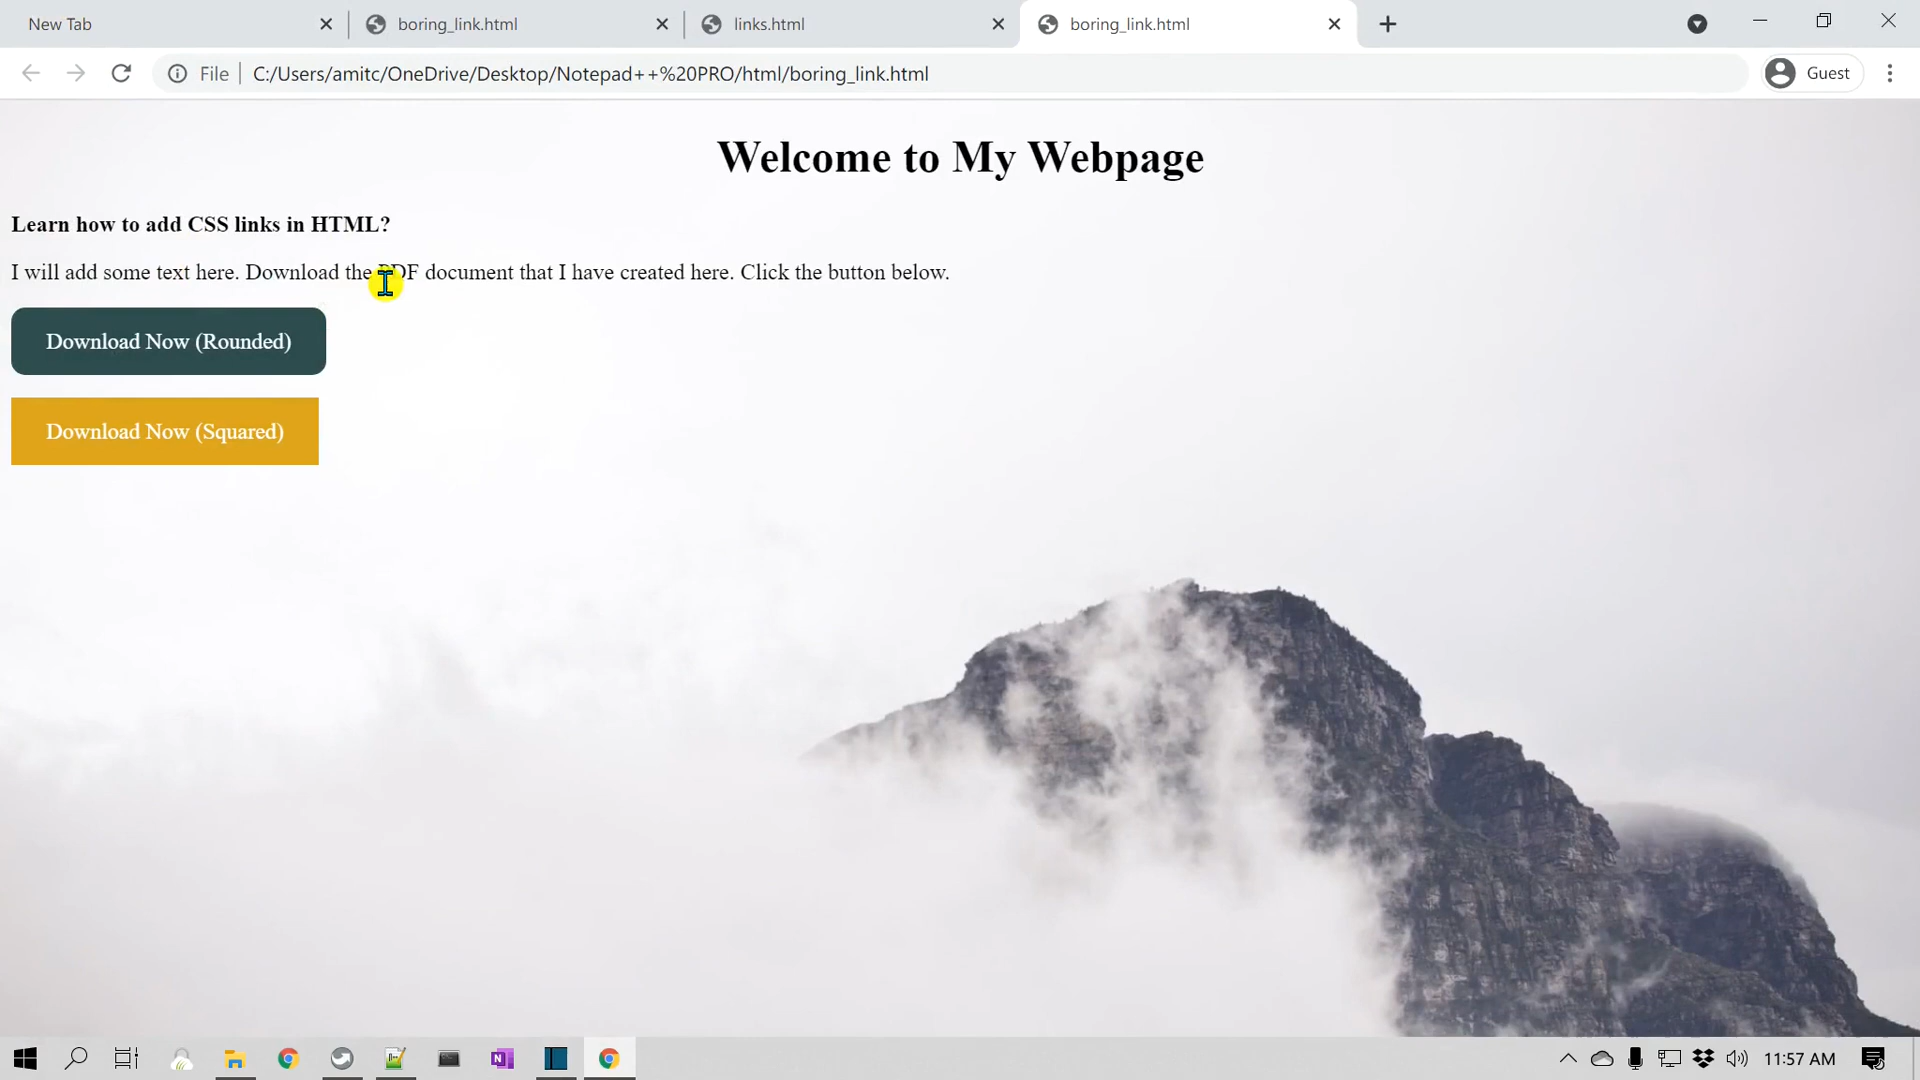 New Tab
boring_link.html
links.html
boring_link.html
File
C:/Users/amitc/OneDrive/Desktop/Notepad++%20PRO/html/boring_link.html
Guest
Welcome to My Webpage
Learn how to add CSS links in HTML?
I will add some text here. Download the PDF document that I have created here. Click the button below.
Download Now (Rounded)
Download Now (Squared)
11:57 AM